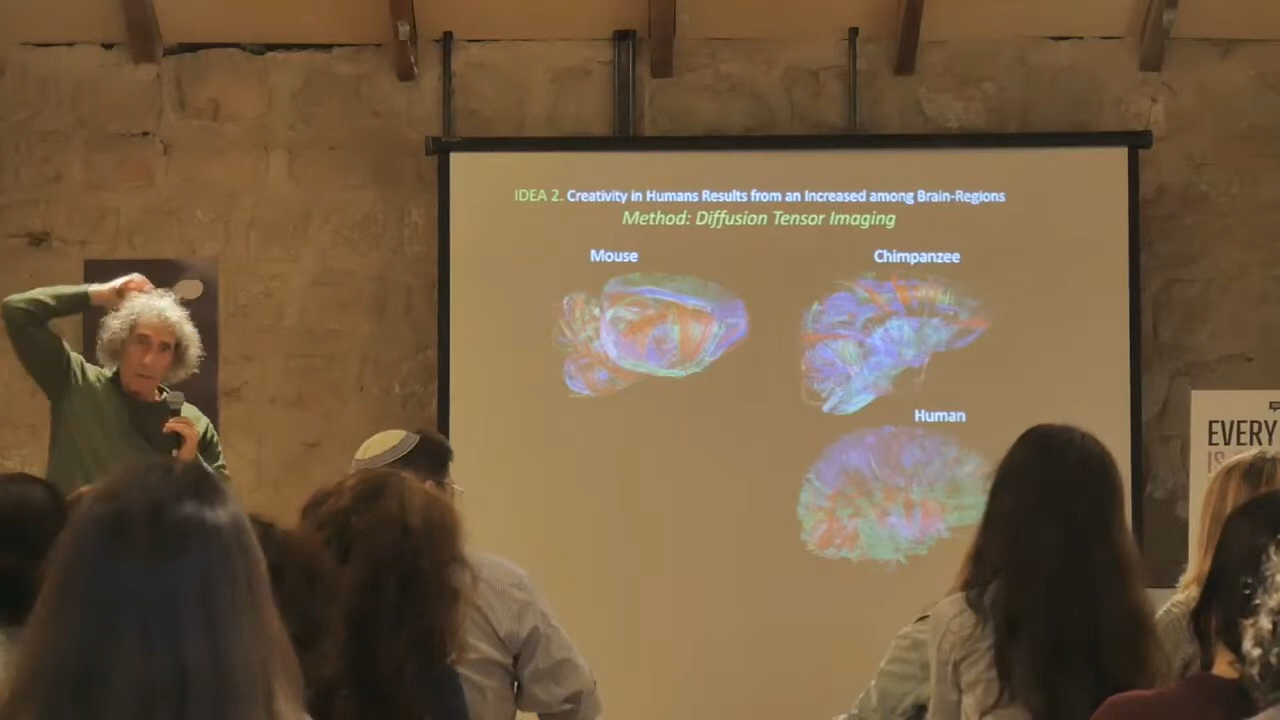 IDEA 2. Creativity in Humans Results from an Increased among Brain-Regions
Method: Diffusion Tensor Imaging
Mouse
Chimpanzee
Human
EVERY
IS